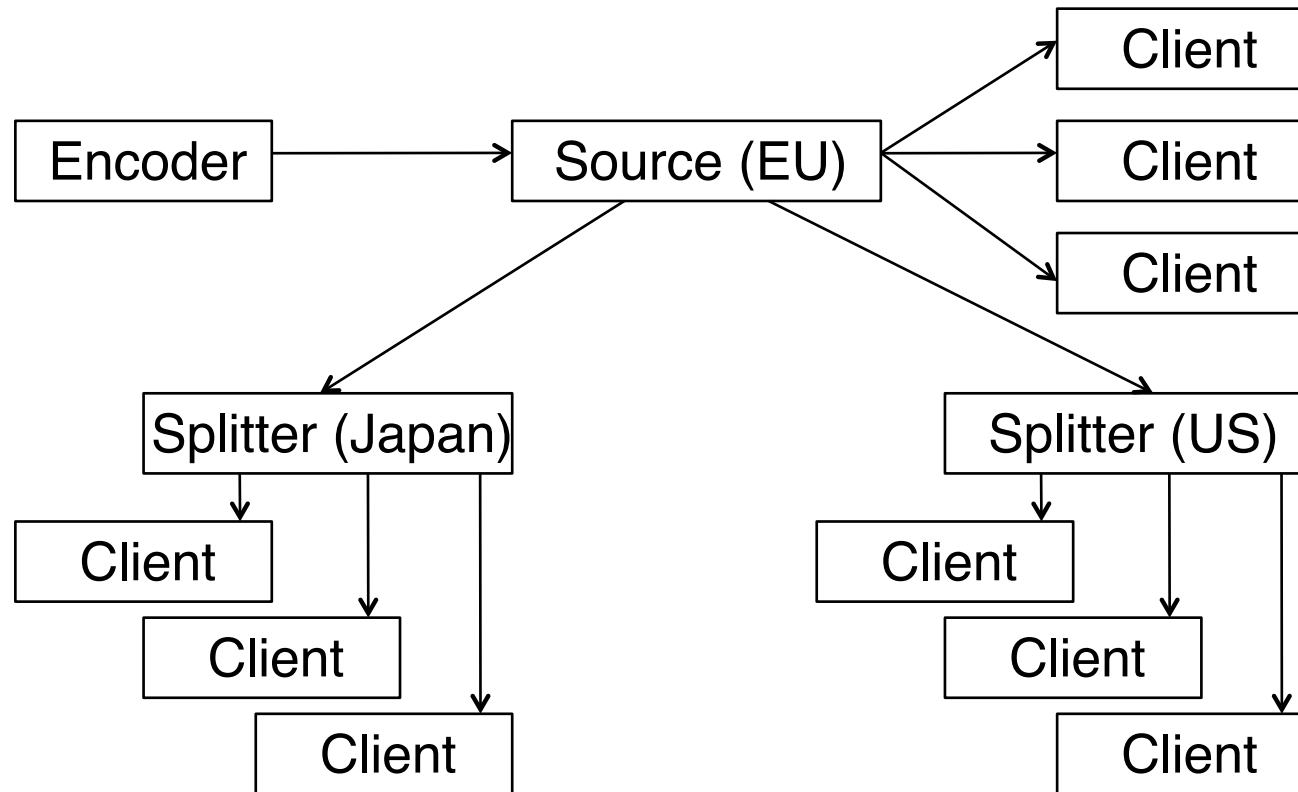 Client
Encoder
Source (EU)
Client
Client
Splitter (Japan)
Splitter (US)
Client
Client
Client
Client
Client
Client